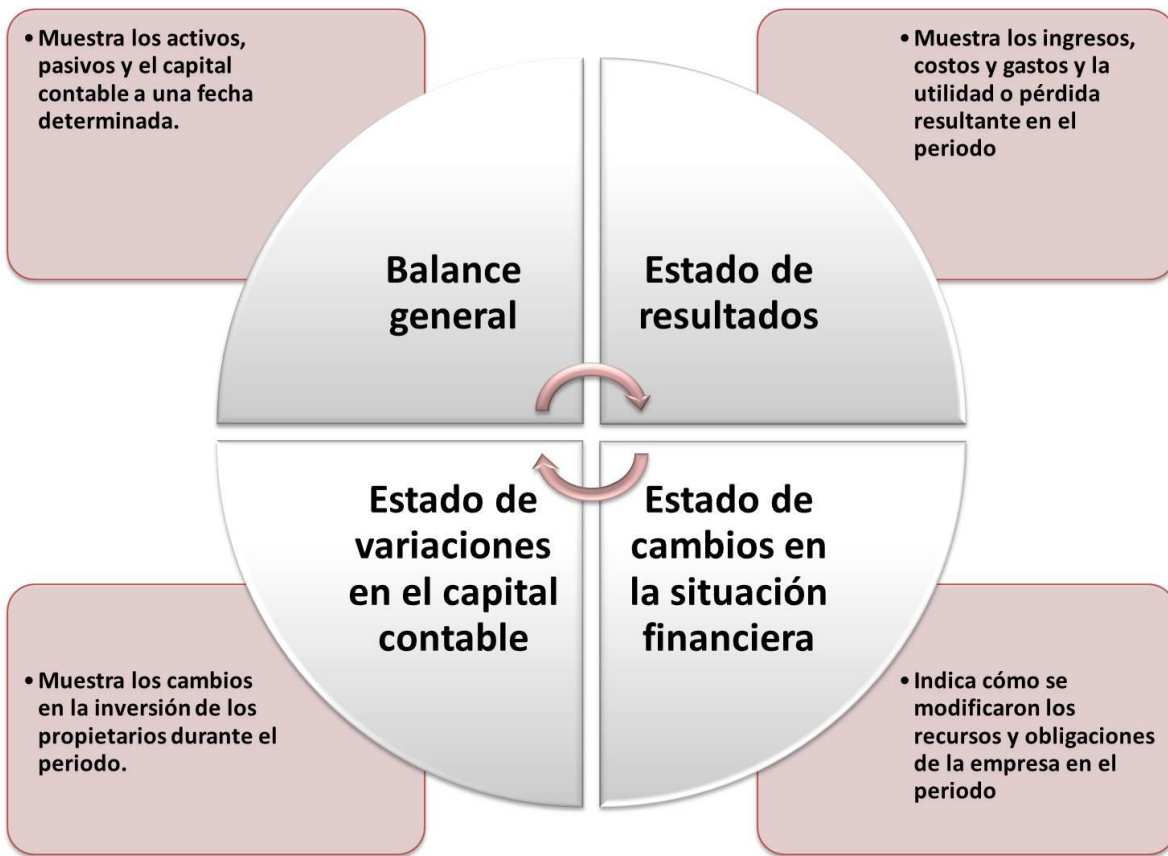 • Muestra los activos,
pasivos y el capital
contable a una fecha
determinada.
• Muestra los ingresos,
costos y gastos y la
utilidad o pérdida
resultante en el
periodo
Balance
general
Estado de
resultados
Estado de
variaciones
en el capital
contable
Estado de
cambios en
la situación
financiera
• Muestra los cambios
en la inversión de los
propietarios durante el
periodo.
• Indica cómo se
modificaron los
recursos y obligaciones
de la empresa en el
periodo